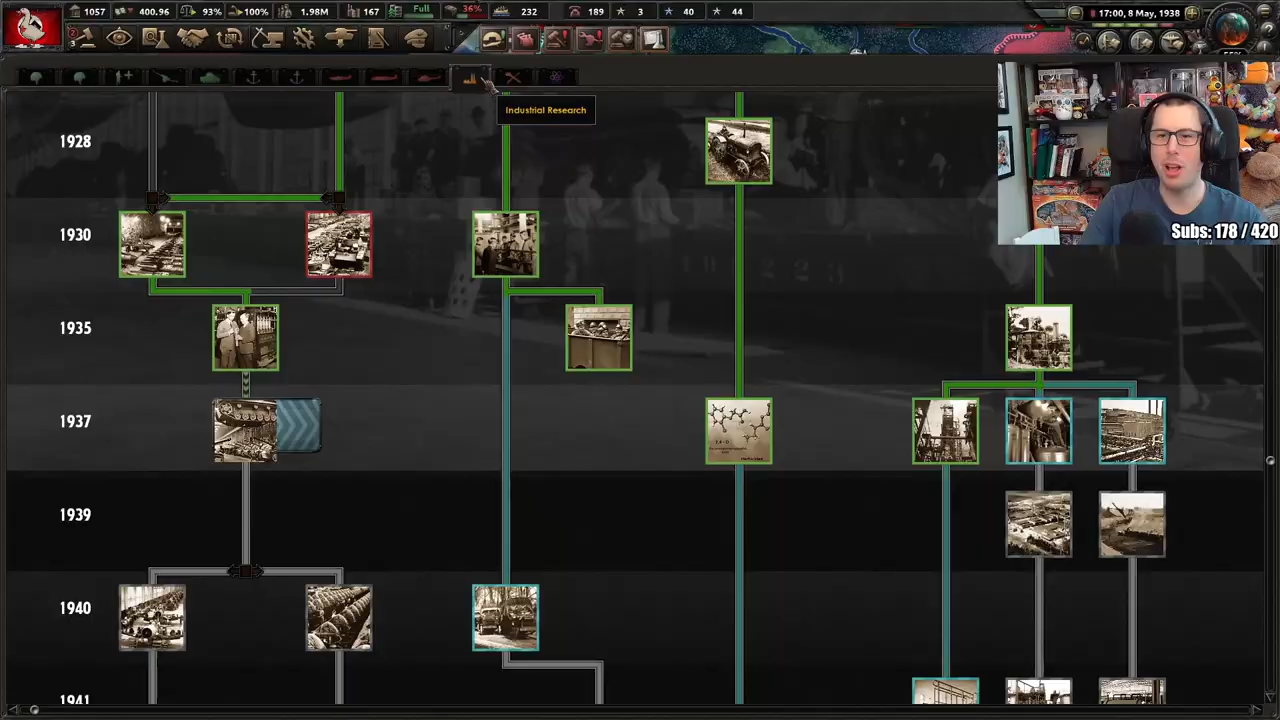 1057 400.96 93% 100% 1.98M 167 Full 36% 232 189 3 40 44 17:00, 8 May, 1938
Industrial Research
1928
1930
1935
1937
1939
1940
1941
Subs: 178 / 420